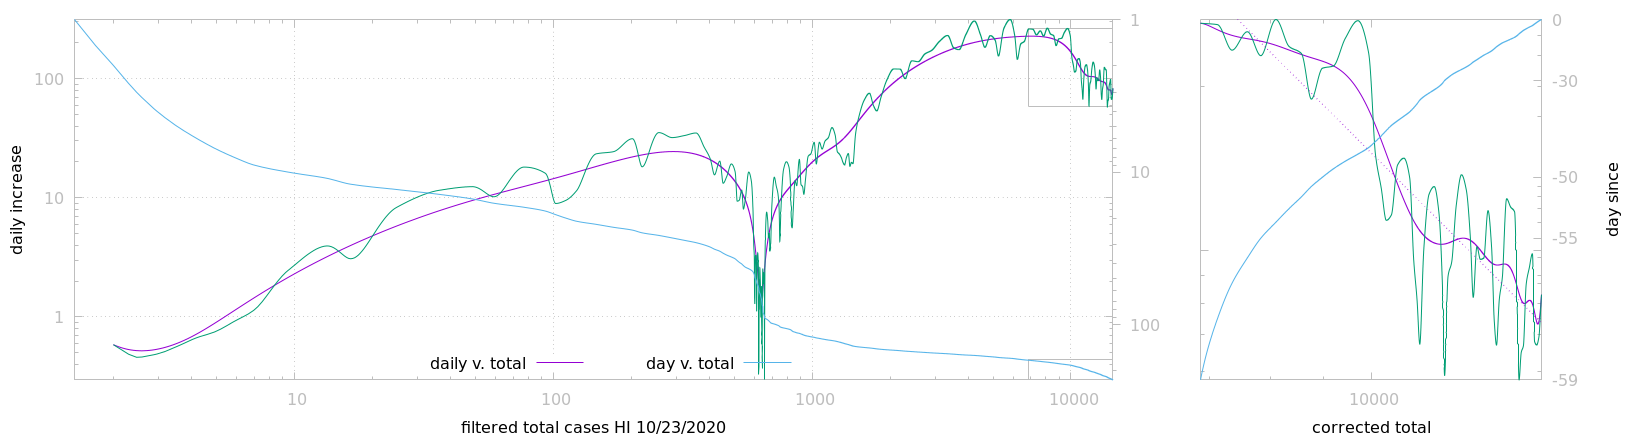 daily increase
100
10
1
daily v. total
day v. total
1
10
100
10
100
1000
10000
filtered total cases HI 10/23/2020
0
-30
-50
-55
-59
day since
10000
corrected total